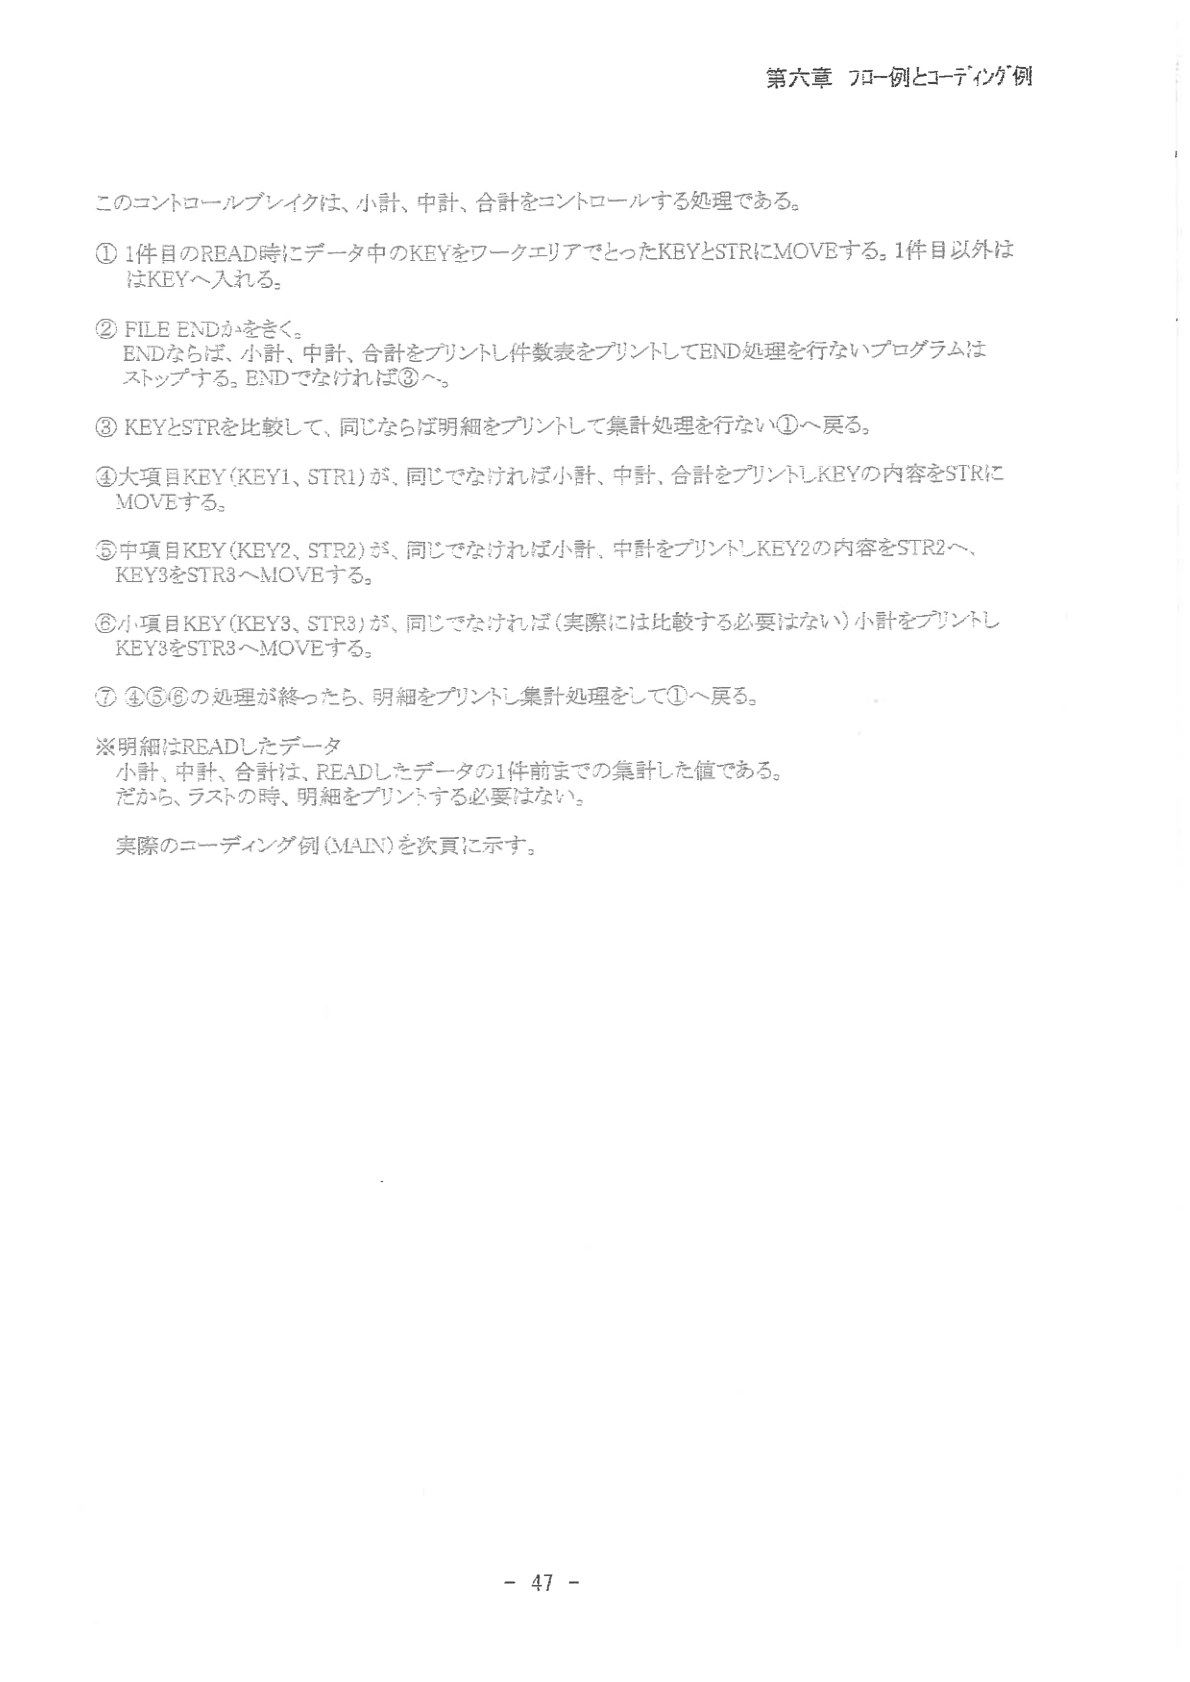 第六章 フロー例とコーディング例
このコントロールブレイクは、小計、中計、合計をコントロールする処理である。
① 1件目のREAD時にデータ中のKEYをワークエリアでとったKEYとSTRにMOVEする。1件目以外は
はKEYへ入れる。
② FILE ENDかをきく。
ENDならば、小計、中計、合計をプリントし件数表をプリントしてEND処理を行ないプログラムは
ストップする。ENDでなければ③へ。
③ KEYとSTRを比較して、同じならば明細をプリントして集計処理を行ない①へ戻る。
④大項目KEY(KEY1、STR1)が、同じでなければ小計、中計、合計をプリントしKEYの内容をSTRに
MOVEする。
⑤中項目KEY(KEY2、STR2)が、同じでなければ小計、中計をプリントしKEY2の内容をSTR2へ、
KEY3をSTR3へMOVEする。
⑥小項目KEY(KEY3、STR3)が、同じでなければ(実際には比較する必要はない)小計をプリントし
KEY3をSTR3へMOVEする。
⑦ ④⑤⑥の処理が終ったら、明細をプリントし集計処理をして①へ戻る。
※明細はREADしたデータ
小計、中計、合計は、READしたデータの1件前までの集計した値である。
だから、ラストの時、明細をプリントする必要はない。
実際のコーディング例(MAIN)を次頁に示す。
- 47 -